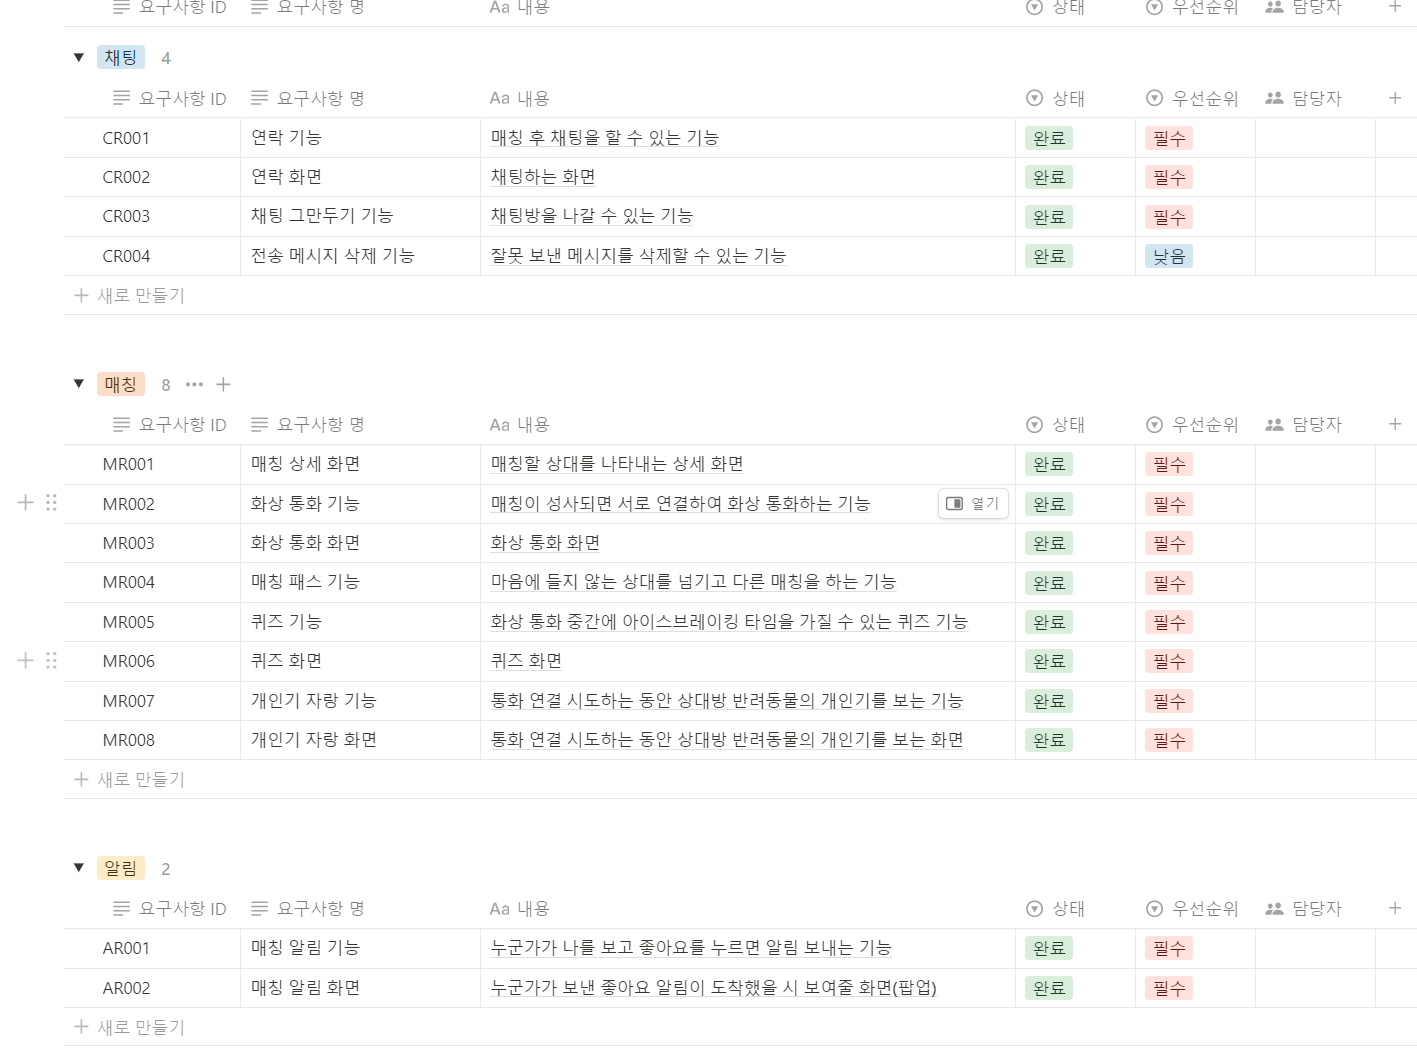 요구사항 ID 요구사항 명 Aa 내용 상태 우선순위 담당자
채팅 4
요구사항 ID 요구사항 명 Aa 내용 상태 우선순위 담당자
CR001 연락 기능 매칭 후 채팅을 할 수 있는 기능 완료 필수
CR002 연락 화면 채팅하는 화면 완료 필수
CR003 채팅 그만두기 기능 채팅방을 나갈 수 있는 기능 완료 필수
CR004 전송 메시지 삭제 기능 잘못 보낸 메시지를 삭제할 수 있는 기능 완료 낮음
새로 만들기
매칭 8
요구사항 ID 요구사항 명 Aa 내용 상태 우선순위 담당자
MR001 매칭 상세 화면 매칭할 상대를 나타내는 상세 화면 완료 필수
MR002 화상 통화 기능 매칭이 성사되면 서로 연결하여 화상 통화하는 기능 열기 완료 필수
MR003 화상 통화 화면 화상 통화 화면 완료 필수
MR004 매칭 패스 기능 마음에 들지 않는 상대를 넘기고 다른 매칭을 하는 기능 완료 필수
MR005 퀴즈 기능 화상 통화 중간에 아이스브레이킹 타임을 가질 수 있는 퀴즈 기능 완료 필수
MR006 퀴즈 화면 퀴즈 화면 완료 필수
MR007 개인기 자랑 기능 통화 연결 시도하는 동안 상대방 반려동물의 개인기를 보는 기능 완료 필수
MR008 개인기 자랑 화면 통화 연결 시도하는 동안 상대방 반려동물의 개인기를 보는 화면 완료 필수
새로 만들기
알림 2
요구사항 ID 요구사항 명 Aa 내용 상태 우선순위 담당자
AR001 매칭 알림 기능 누군가가 나를 보고 좋아요를 누르면 알림 보내는 기능 완료 필수
AR002 매칭 알림 화면 누군가가 보낸 좋아요 알림이 도착했을 시 보여줄 화면(팝업) 완료 필수
새로 만들기